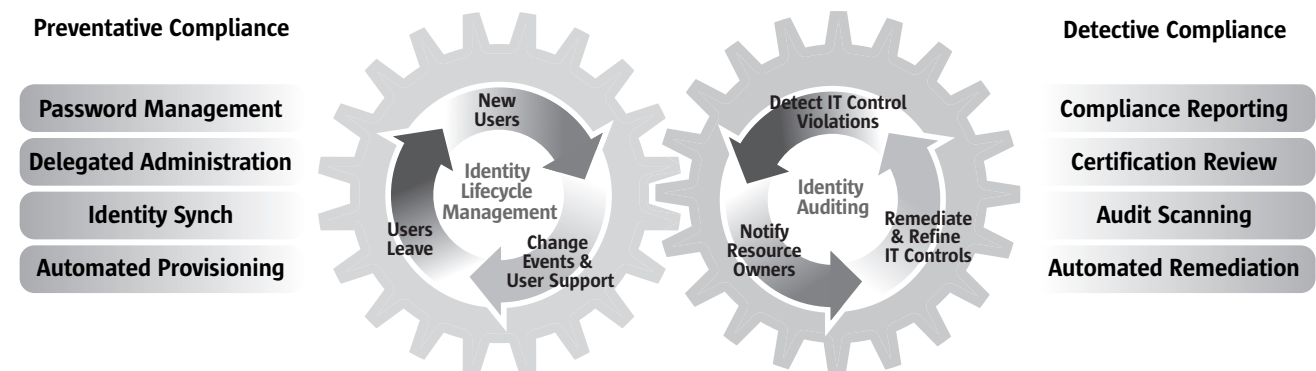 Preventative Compliance
Password Management
Delegated Administration
Identity Synch
Automated Provisioning
New
Users
Identity
Lifecycle
Management
Users
Leave
Change
Events &
User Support
Detect IT Control
Violations
Identity
Auditing
Notify
Resource
Owners
Remediate
& Refine
IT Controls
Detective Compliance
Compliance Reporting
Certification Review
Audit Scanning
Automated Remediation